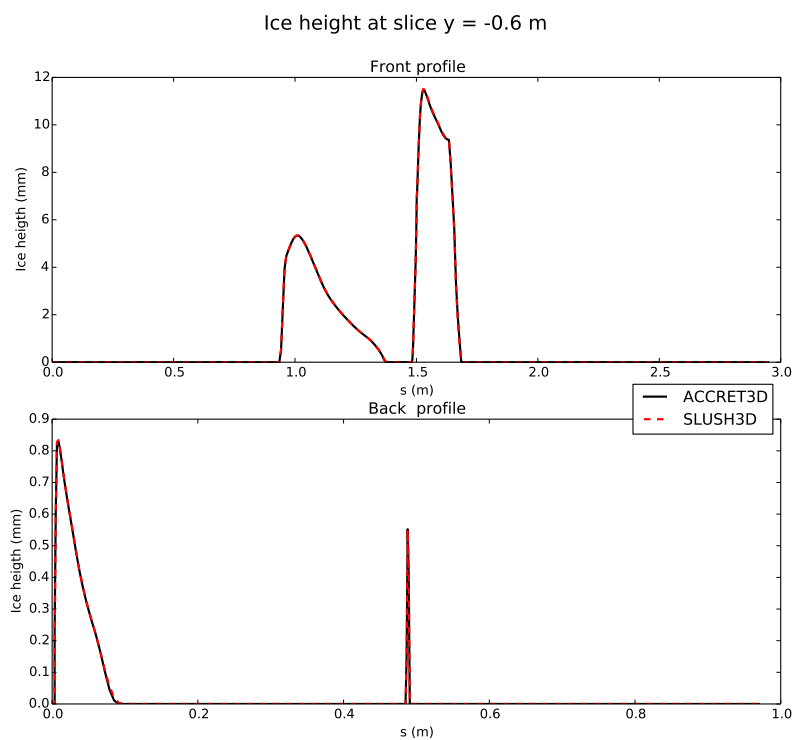 Ice height at slice y = -0.6 m
Front profile
12
10
8
6
4
2
0
Ice heigth (mm)
0.0 0.5 1.0 1.5 2.0 2.5 3.0
s (m)
ACCRET3D
SLUSH3D
Back profile
0.9
0.8
0.7
0.6
0.5
0.4
0.3
0.2
0.1
0.0
Ice heigth (mm)
0.0 0.2 0.4 0.6 0.8 1.0
s (m)